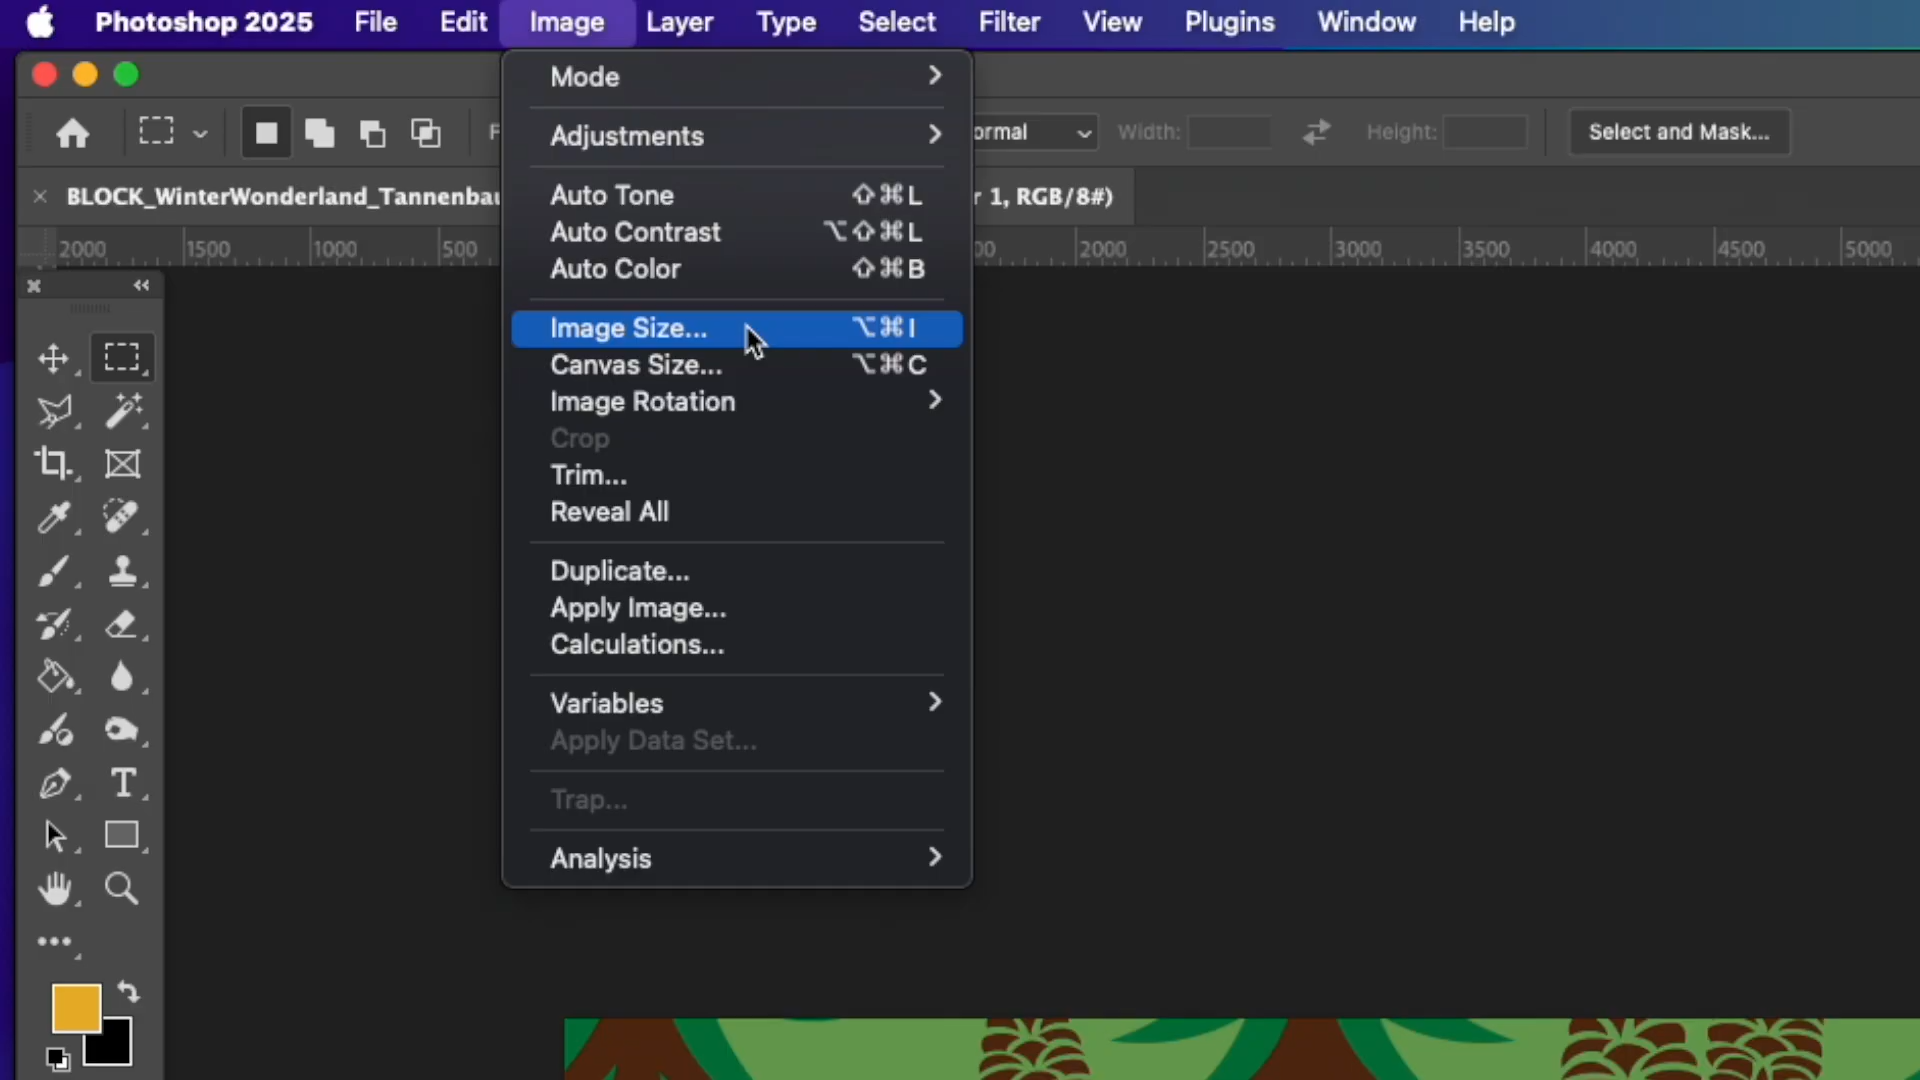 Photoshop 2025 File Edit Image Layer Type Select Filter View Plugins Window Help
ormal Width: Height: Select and Mask...
× BLOCK_WinterWonderland_Tannenbau r 1, RGB/8#)
2000 1500 1000 500 00 2000 2500 3000 3500 4000 4500 5000
Mode
Adjustments
Auto Tone ⇧⌘L
Auto Contrast ⌥⇧⌘L
Auto Color ⇧⌘B
Image Size... ⌥⌘I
Canvas Size... ⌥⌘C
Image Rotation
Crop
Trim...
Reveal All
Duplicate...
Apply Image...
Calculations...
Variables
Apply Data Set...
Trap...
Analysis